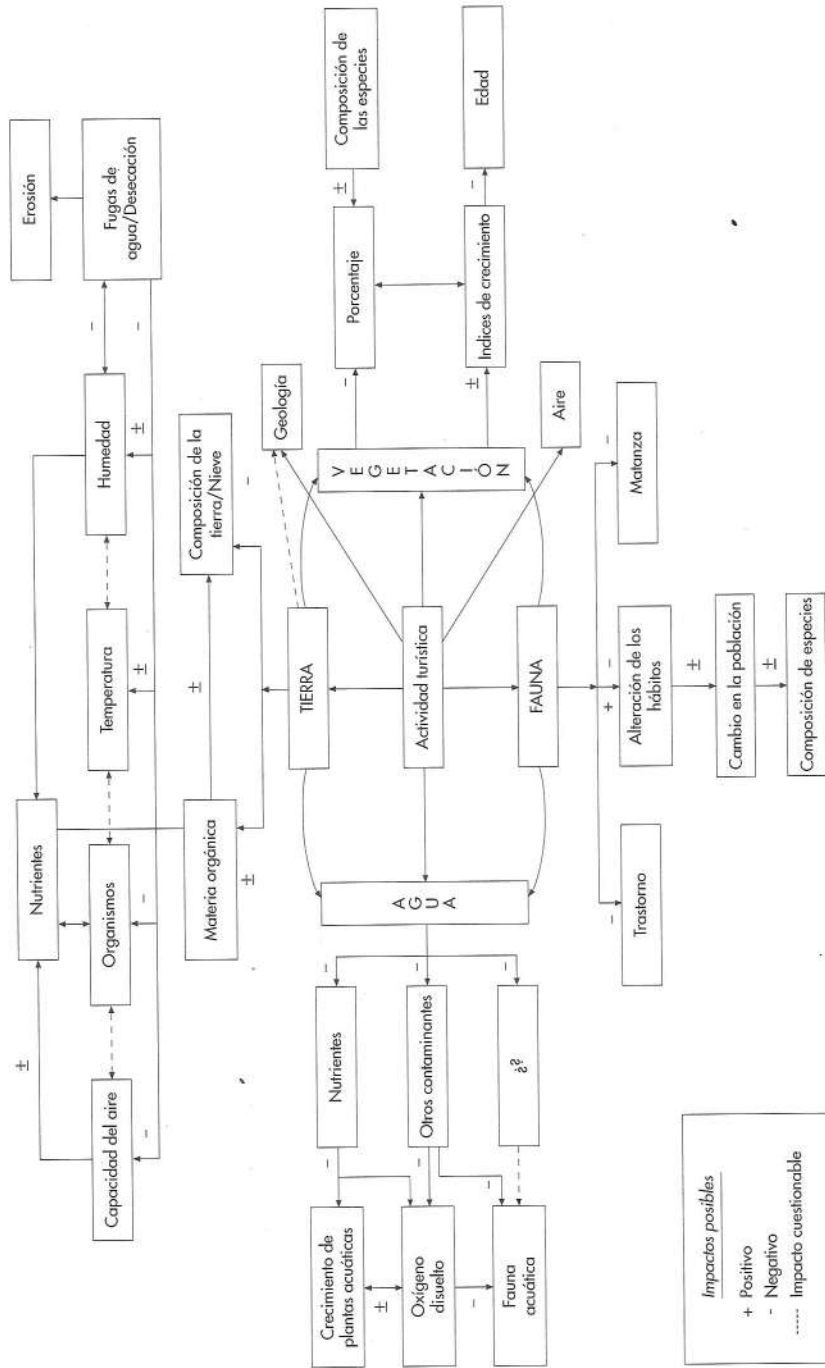 Erosión
Fugas de
agua/Desecación
–
–
Humedad
±
Temperatura
±
Nutrientes
Organismos
–
±
Capacidad del aire
–
Composición de la
tierra/Nieve
–
±
Materia orgánica
±
Geología
TIERRA
Composición de
las especies
±
Porcentaje
–
Edad
–
Indices de crecimiento
±
VEGETACIÓN
Actividad turística
Aire
AGUA
FAUNA
–
Nutrientes
–
–
Otros contaminantes
–
–
–
¿?
Crecimiento de
plantas acuáticas
±
Oxígeno
disuelto
–
Fauna
acuática
Matanza
–
+ –
Alteración de los
hábitos
±
Cambio en la población
±
Composición de especies
–
Trastorno
Impactos posibles
+ Positivo
- Negativo
----- Impacto cuestionable